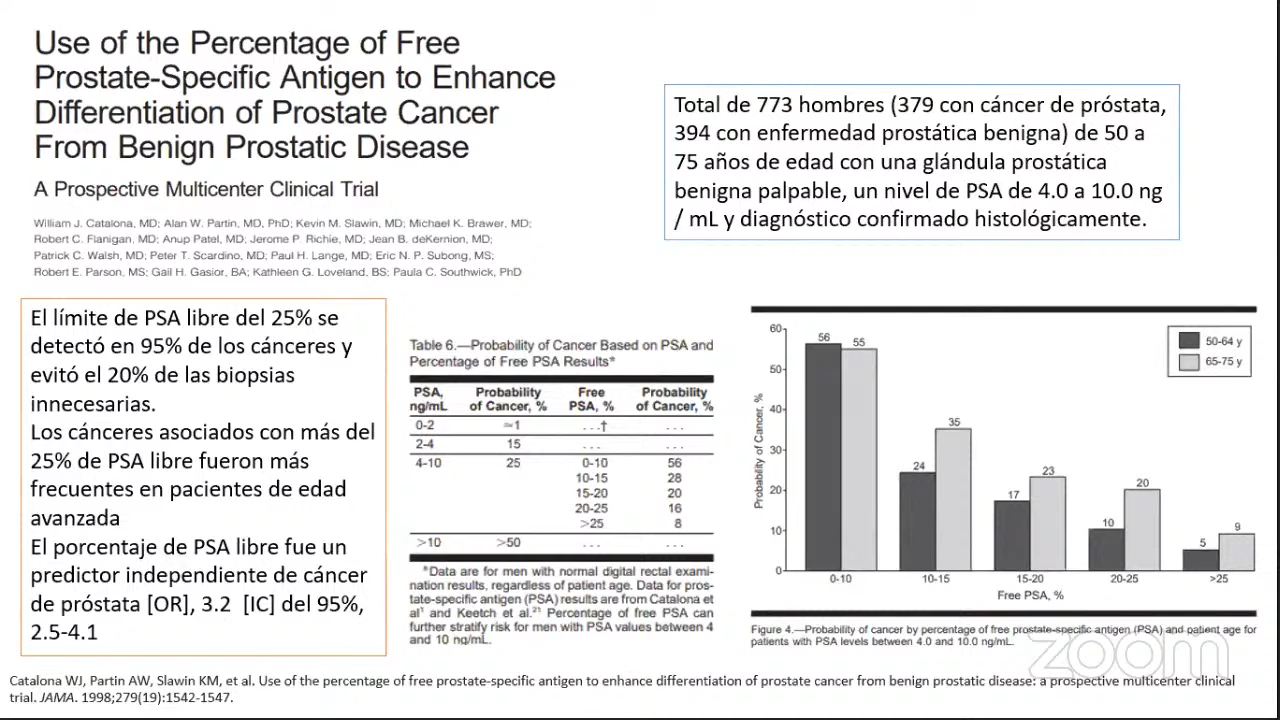 Use of the Percentage of Free
Prostate-Specific Antigen to Enhance
Differentiation of Prostate Cancer
From Benign Prostatic Disease
A Prospective Multicenter Clinical Trial
William J. Catalona, MD; Alan W. Partin, MD, PhD; Kevin M. Slawin, MD; Michael K. Brawer, MD;
Robert C. Flanigan, MD; Anup Patel, MD; Jerome P. Richie, MD; Jean B. deKernion, MD;
Patrick C. Walsh, MD; Peter T. Scardino, MD; Paul H. Lange, MD; Eric N. P. Subong, MS;
Robert E. Parson, MS; Gail H. Gasior, BA; Kathleen G. Loveland, BS; Paula C. Southwick, PhD
Total de 773 hombres (379 con cáncer de próstata,
394 con enfermedad prostática benigna) de 50 a
75 años de edad con una glándula prostática
benigna palpable, un nivel de PSA de 4.0 a 10.0 ng
/ mL y diagnóstico confirmado histológicamente.
El límite de PSA libre del 25% se
detectó en 95% de los cánceres y
evitó el 20% de las biopsias
innecesarias.
Los cánceres asociados con más del
25% de PSA libre fueron más
frecuentes en pacientes de edad
avanzada
El porcentaje de PSA libre fue un
predictor independiente de cáncer
de próstata [OR], 3.2 [IC] del 95%,
2.5-4.1
Table 6.—Probability of Cancer Based on PSA and
Percentage of Free PSA Results*
PSA, Probability Free Probability
ng/mL of Cancer, % PSA, % of Cancer, %
0-2 ≈1 . . .† . . .
2-4 15 . . . . . .
4-10 25 0-10 56
10-15 28
15-20 20
20-25 16
>25 8
>10 >50 . . . . . .
*Data are for men with normal digital rectal exami-
nation results, regardless of patient age. Data for pros-
tate-specific antigen (PSA) results are from Catalona et
al¹ and Keetch et al.²¹ Percentage of free PSA can
further stratify risk for men with PSA values between 4
and 10 ng/mL.
Probability of Cancer, %
60
50
40
30
20
10
0
56 55
24 35
17 23
10 20
5 9
50-64 y
65-75 y
0-10 10-15 15-20 20-25 >25
Free PSA, %
Figure 4.—Probability of cancer by percentage of free prostate-specific antigen (PSA) and patient age for
patients with PSA levels between 4.0 and 10.0 ng/mL.
zoom
Catalona WJ, Partin AW, Slawin KM, et al. Use of the percentage of free prostate-specific antigen to enhance differentiation of prostate cancer from benign prostatic disease: a prospective multicenter clinical
trial. JAMA. 1998;279(19):1542-1547.